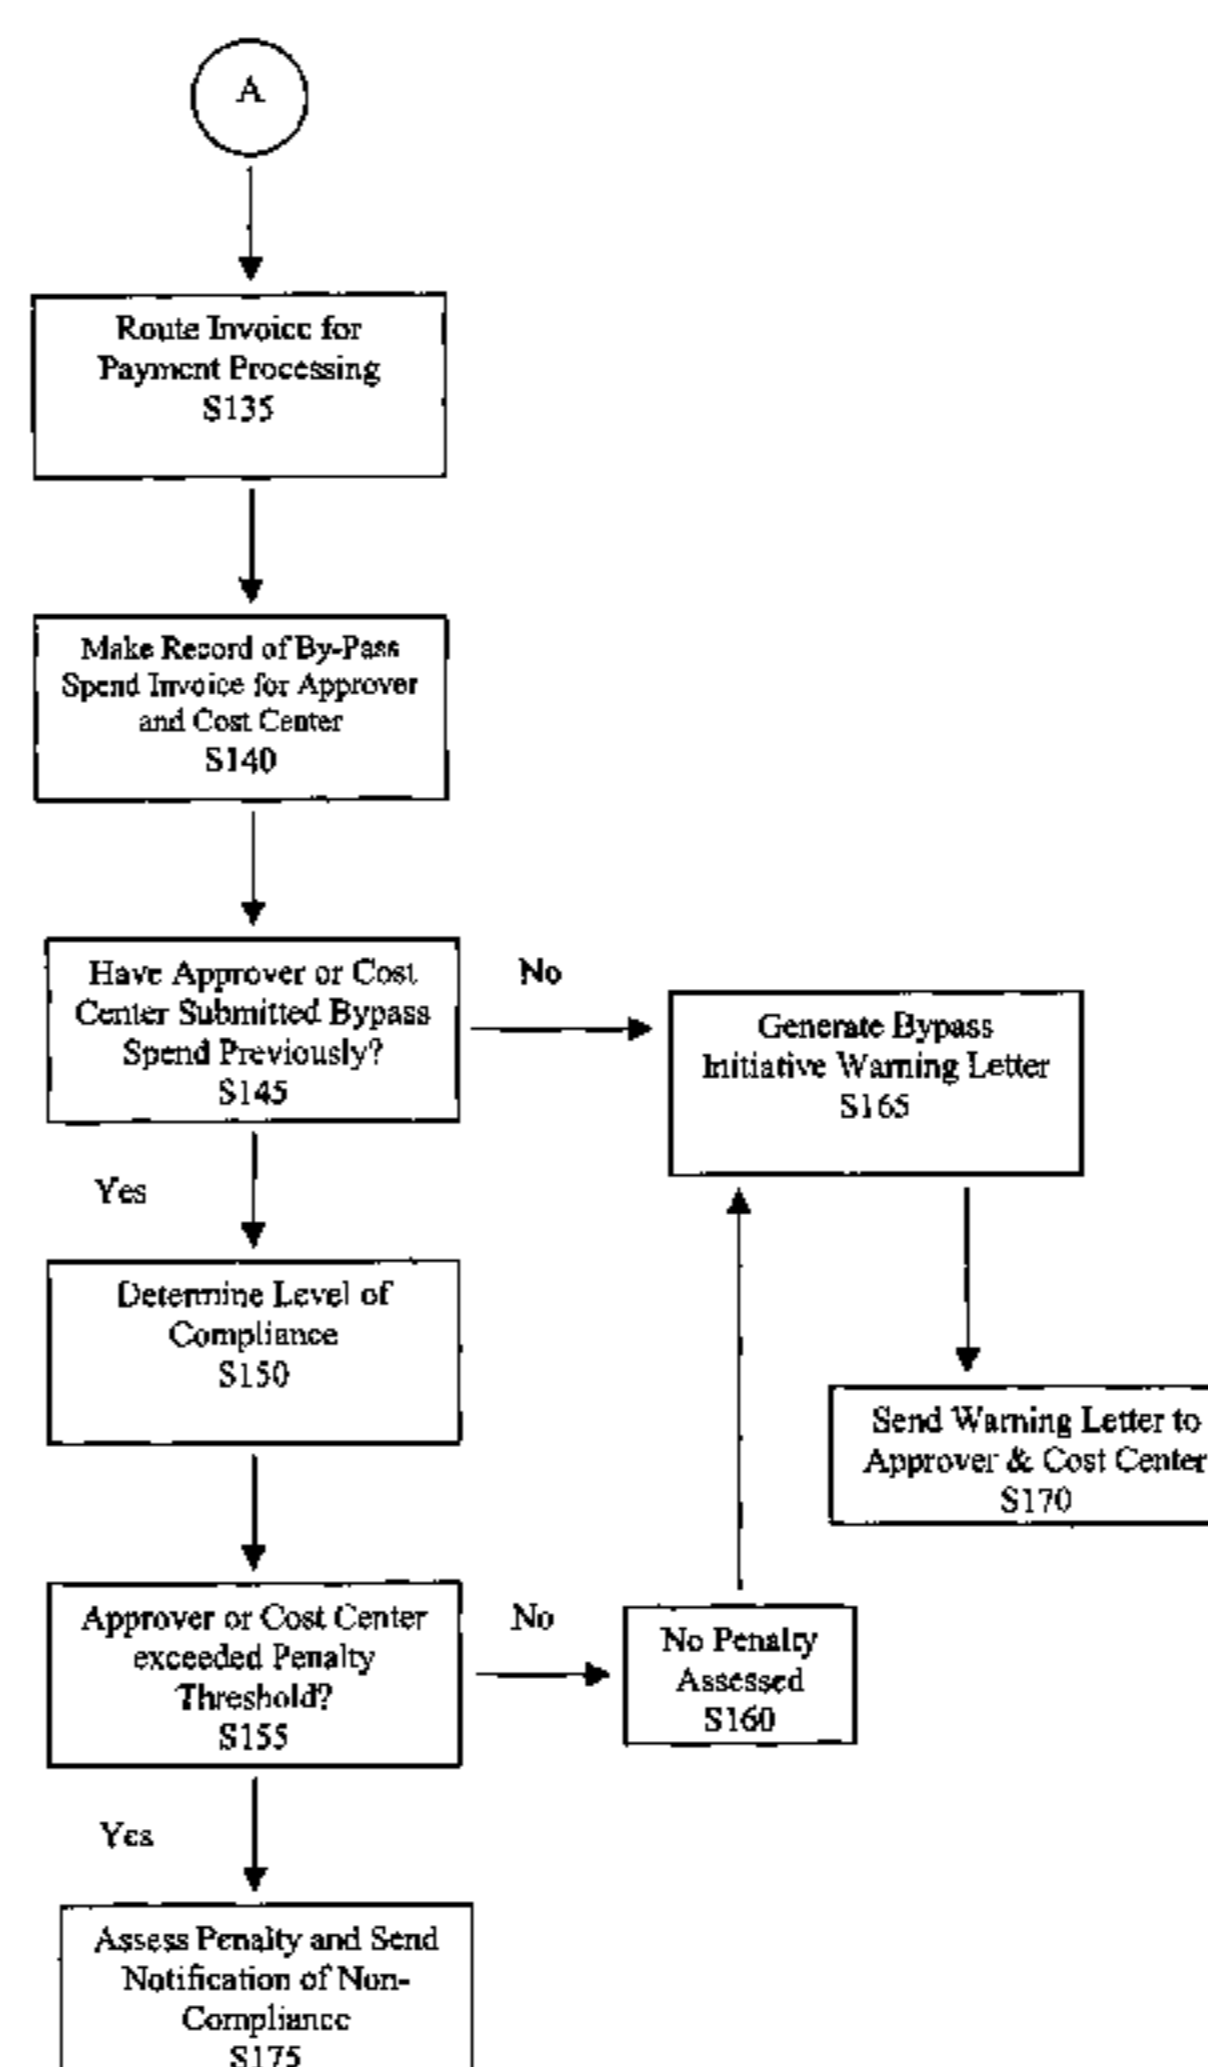 A
Route Invoice for
Payment Processing
S135
Make Record of By-Pass
Spend Invoice for Approver
and Cost Center
S140
Have Approver or Cost
Center Submitted Bypass
Spend Previously?
S145
No
Generate Bypass
Initiative Warning Letter
S165
Yes
Determine Level of
Compliance
S150
Send Warning Letter to
Approver & Cost Center
S170
Approver or Cost Center
exceeded Penalty
Threshold?
S155
No
No Penalty
Assessed
S160
Yes
Assess Penalty and Send
Notification of Non-
Compliance
S175